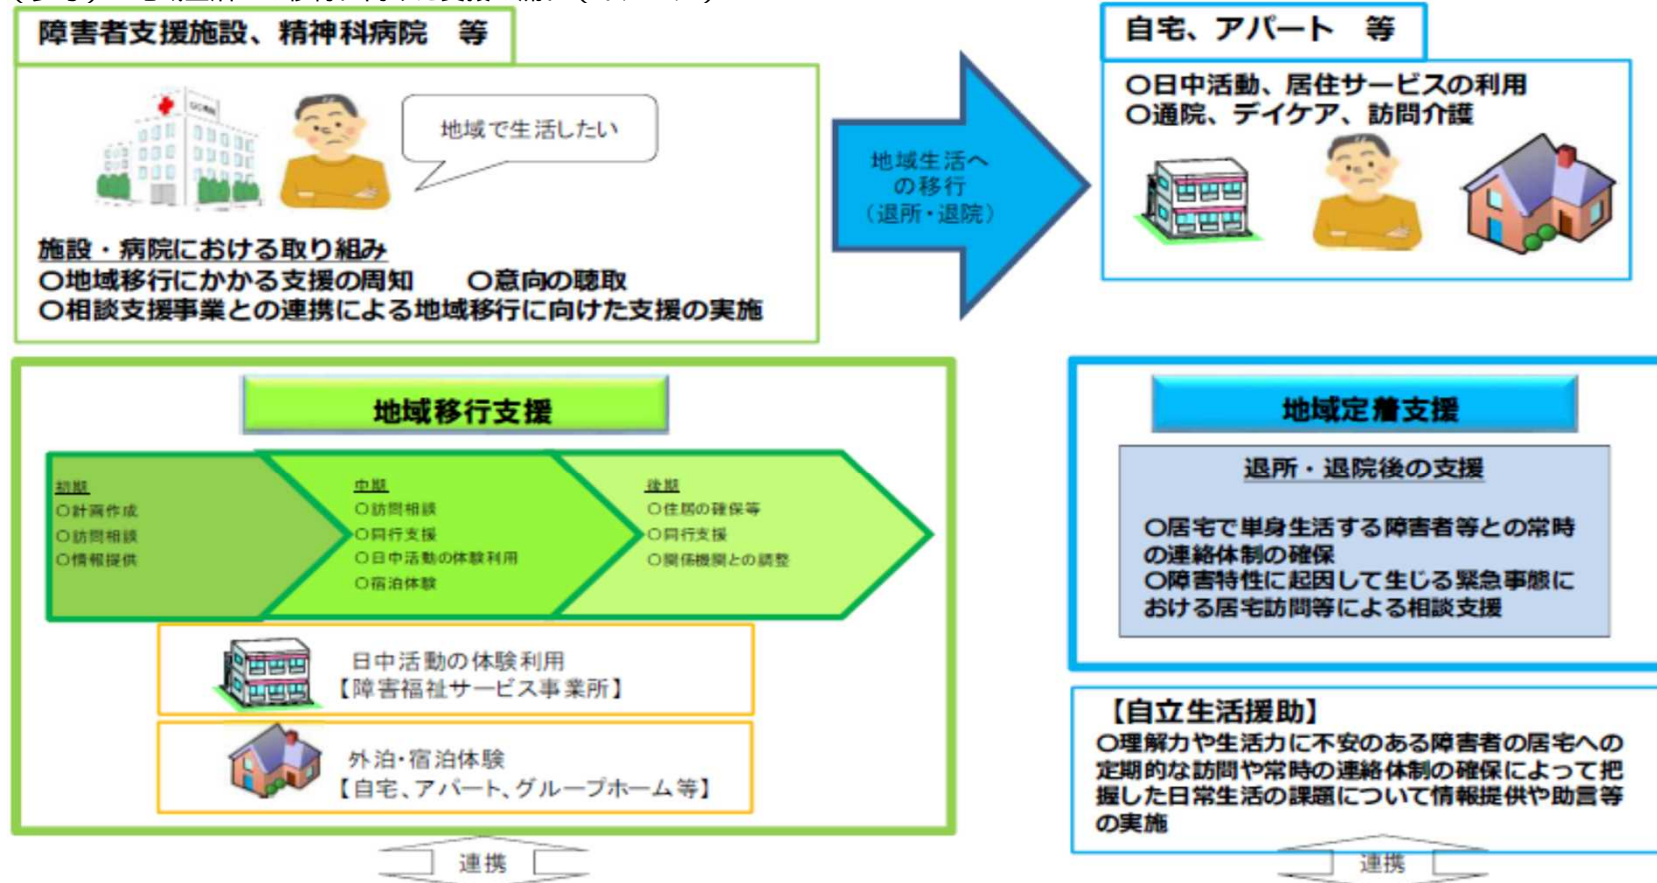 障害者支援施設、精神科病院　等
地域で生活したい
施設・病院における取り組み
〇地域移行にかかる支援の周知　　〇意向の聴取
〇相談支援事業との連携による地域移行に向けた支援の実施
地域生活へ
の移行
（退所・退院）
自宅、アパート　等
〇日中活動、居住サービスの利用
〇通院、デイケア、訪問介護
地域移行支援
初期
〇計画作成
〇訪問相談
〇情報提供
中期
〇訪問相談
〇同行支援
〇日中活動の体験利用
〇宿泊体験
後期
〇住居の確保等
〇同行支援
〇関係機関との調整
日中活動の体験利用
【障害福祉サービス事業所】
外泊・宿泊体験
【自宅、アパート、グループホーム等】
連携
地域定着支援
退所・退院後の支援
〇居宅で単身生活する障害者等との常時
の連絡体制の確保
〇障害特性に起因して生じる緊急事態に
おける居宅訪問等による相談支援
【自立生活援助】
〇理解力や生活力に不安のある障害者の居宅への
定期的な訪問や常時の連絡体制の確保によって把
握した日常生活の課題について情報提供や助言等
の実施
連携